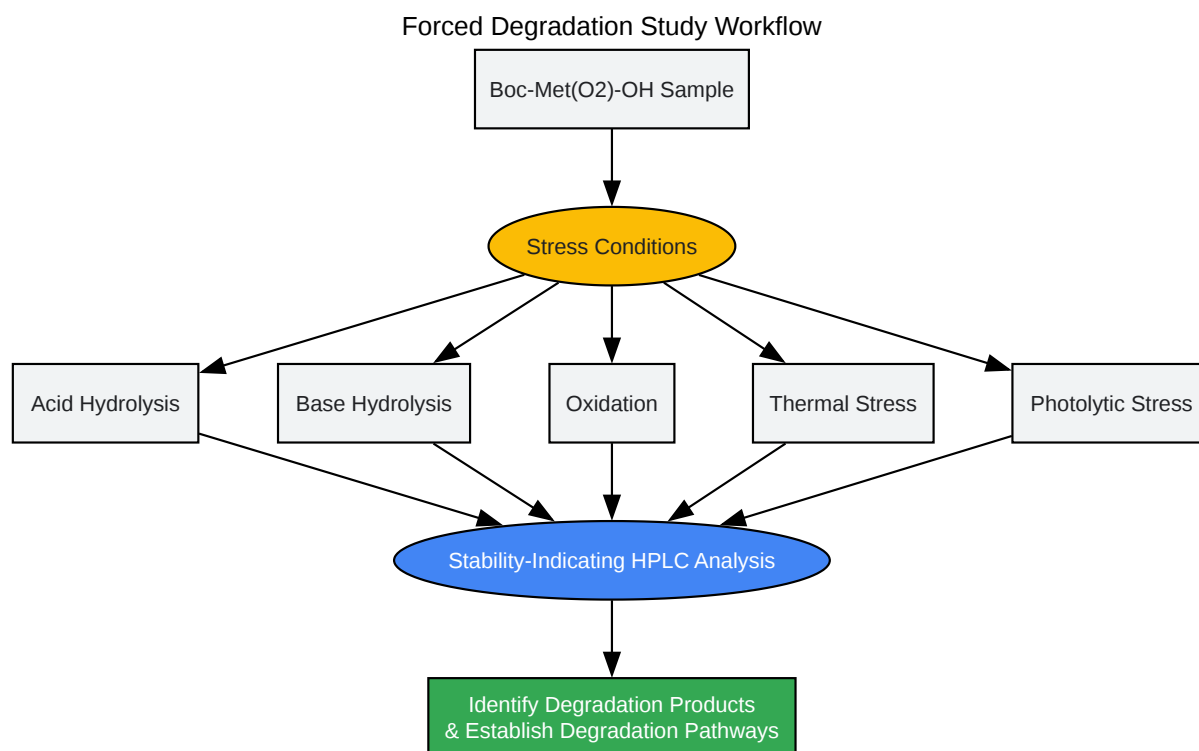 Forced Degradation Study Workflow
Boc-Met(O2)-OH Sample
Stress Conditions
Acid Hydrolysis
Base Hydrolysis
Oxidation
Thermal Stress
Photolytic Stress
Stability-Indicating HPLC Analysis
Identify Degradation Products
& Establish Degradation Pathways